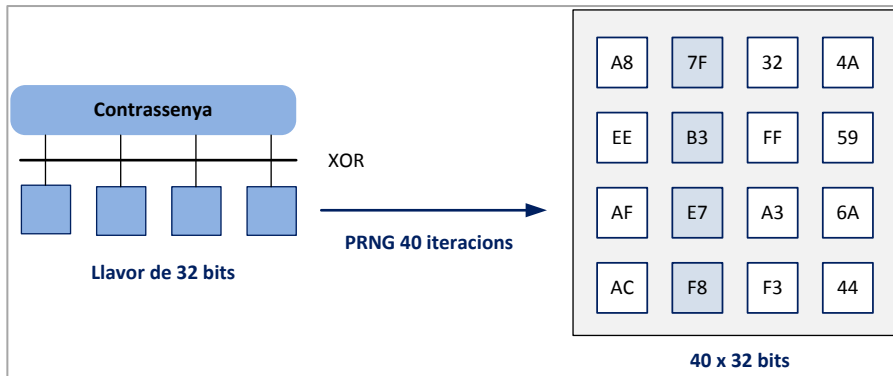 Contrassenya
XOR
Llavor de 32 bits
PRNG 40 iteracions
A8 7F 32 4A
EE B3 FF 59
AF E7 A3 6A
AC F8 F3 44
40 x 32 bits